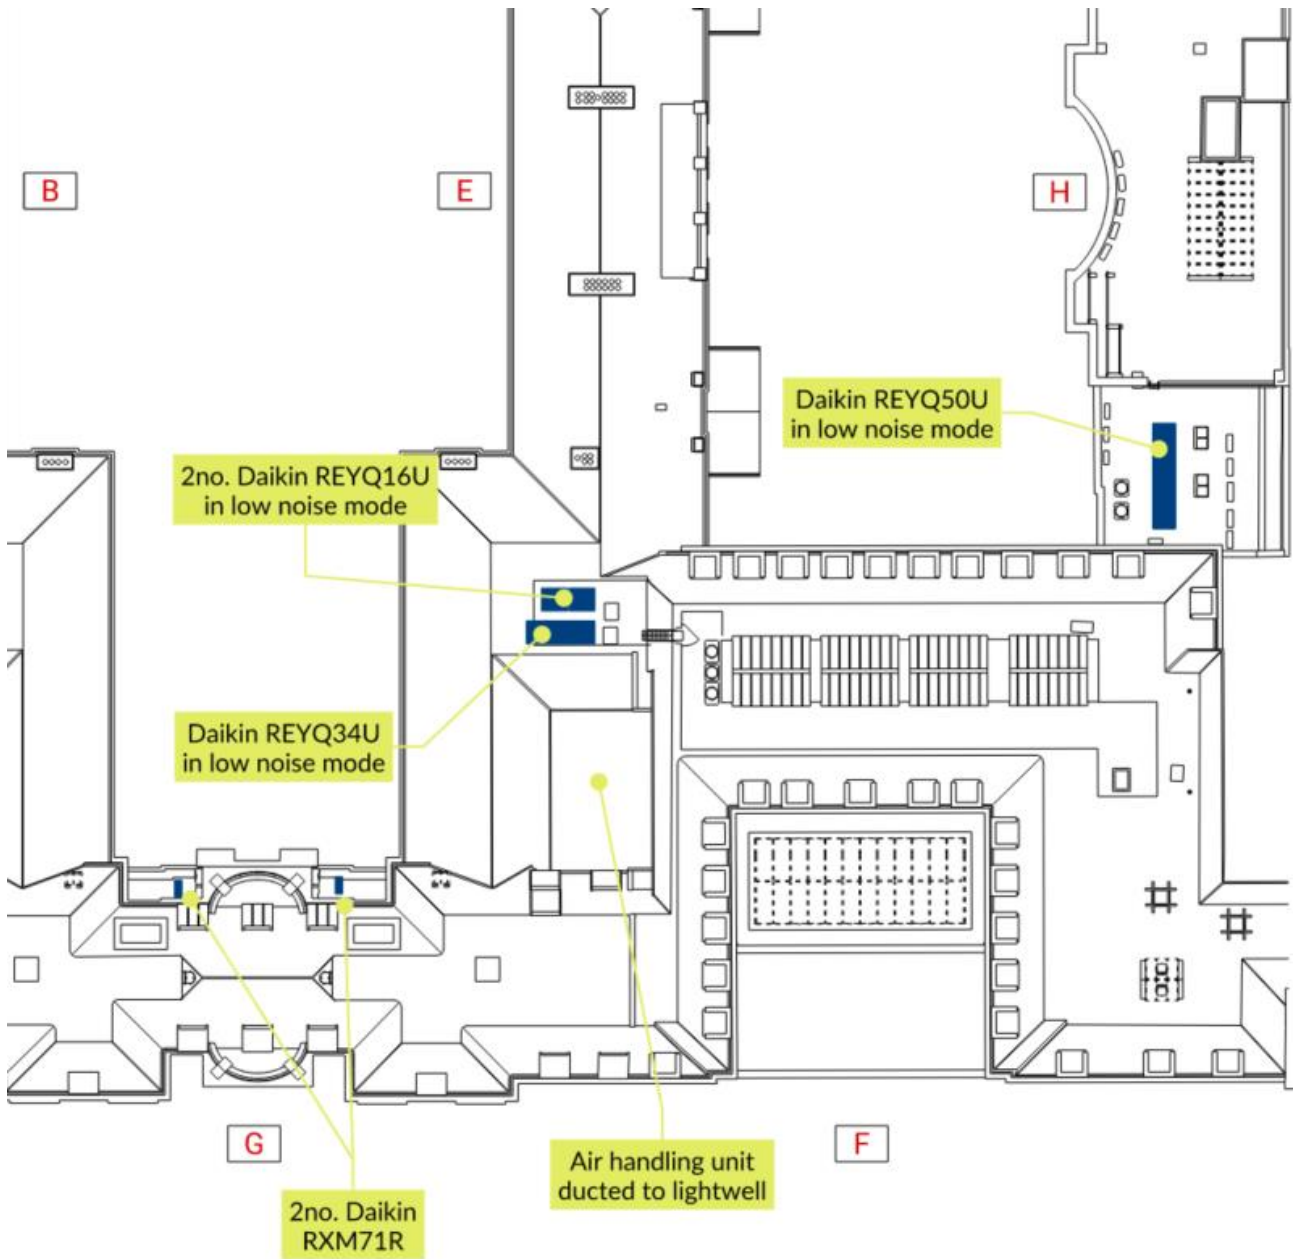 B
E
H
Daikin REYQ50U
in low noise mode
2no. Daikin REYQ16U
in low noise mode
Daikin REYQ34U
in low noise mode
G
F
Air handling unit
ducted to lightwell
2no. Daikin
RXM71R